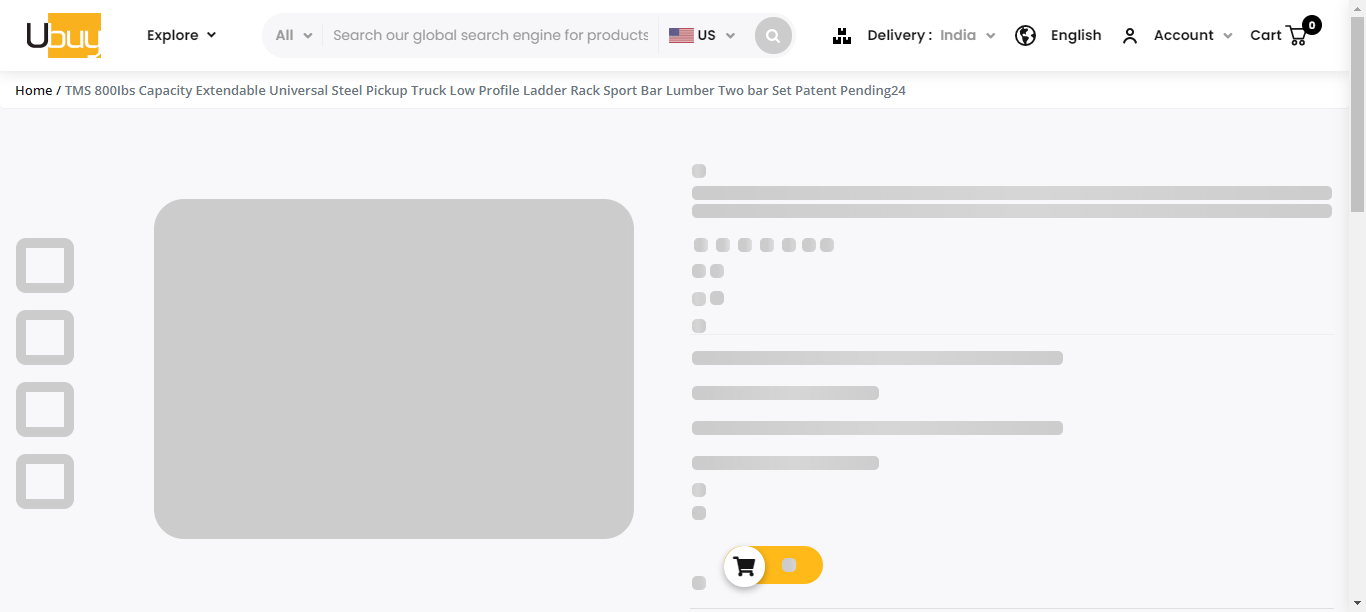 Ubuy
Explore
All
Search our global search engine for products
US
Delivery : India
English
Account
Cart
0
Home / TMS 800lbs Capacity Extendable Universal Steel Pickup Truck Low Profile Ladder Rack Sport Bar Lumber Two bar Set Patent Pending24